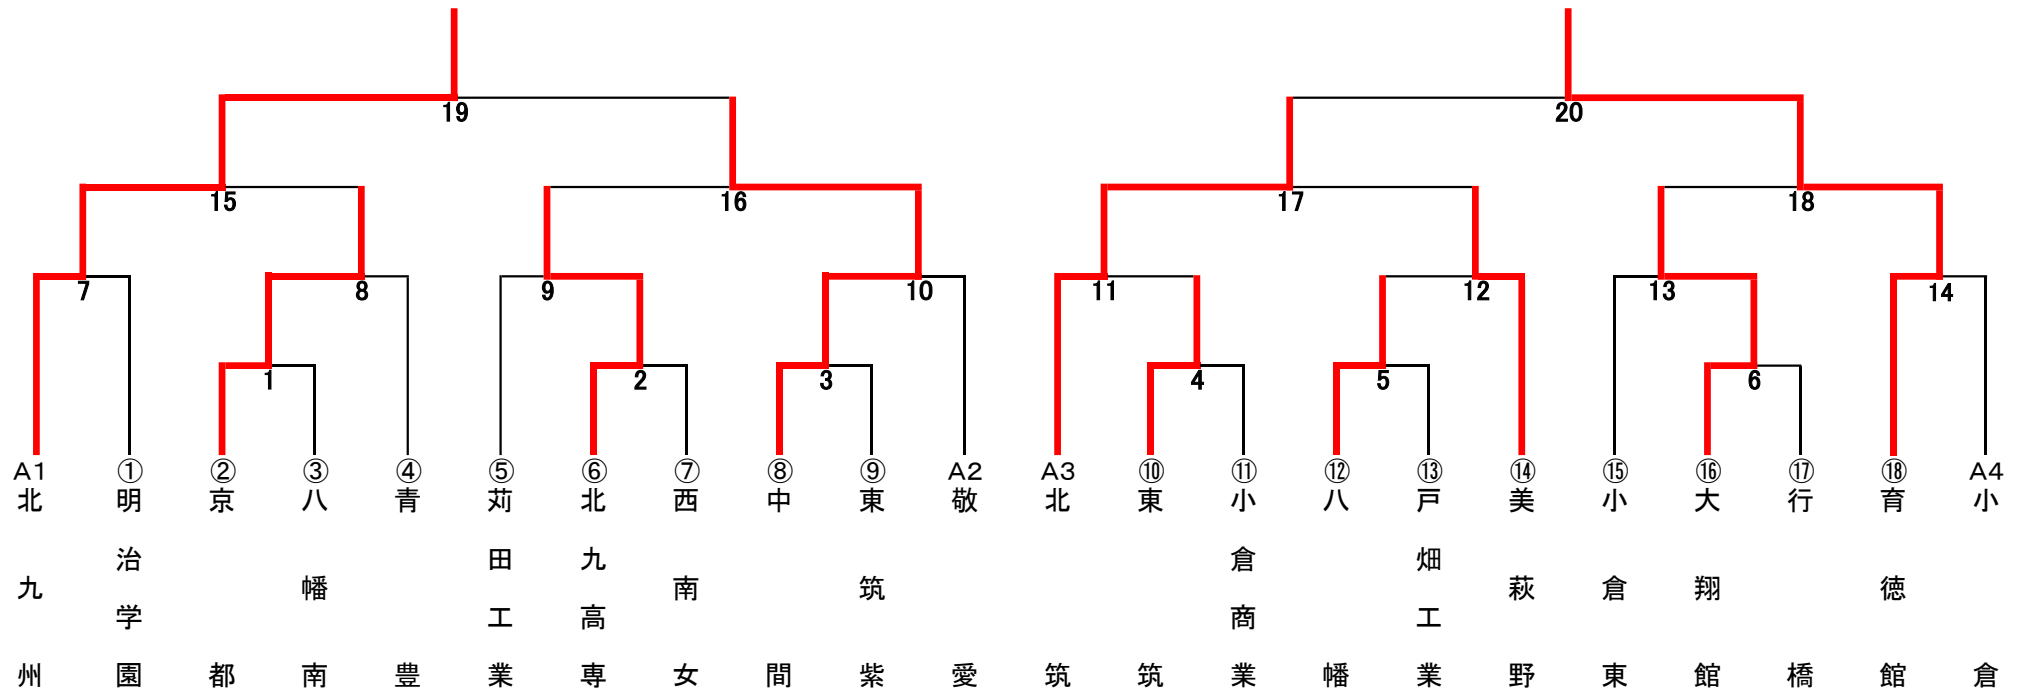 19 20
15 16 17 18
7 8 9 10 11 12 13 14
1 2 3 4 5 6
A1 ① ② ③ ④ ⑤ ⑥ ⑦ ⑧ ⑨ A2 A3 ⑩ ⑪ ⑫ ⑬ ⑭ ⑮ ⑯ ⑰ ⑱ A4
北九州
明治学園
京都
八幡南
青豊
苅田工業
北九高専
西南女
中間
東筑紫
敬愛
北筑
東筑
小倉商業
八幡
戸畑工業
美萩野
小倉東
大翔館
行橋
育徳館
小倉